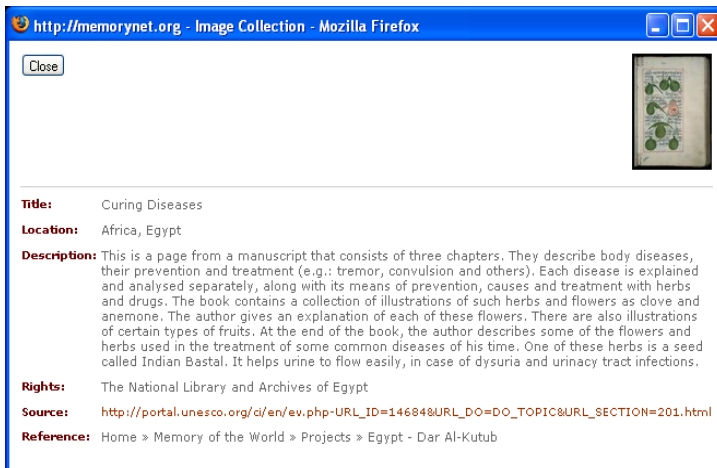 http://memorynet.org - Image Collection - Mozilla Firefox
Close
Title: Curing Diseases
Location: Africa, Egypt
Description: This is a page from a manuscript that consists of three chapters. They describe body diseases,
their prevention and treatment (e.g.: tremor, convulsion and others). Each disease is explained
and analysed separately, along with its means of prevention, causes and treatment with herbs
and drugs. The book contains a collection of illustrations of such herbs and flowers as clove and
anemone. The author gives an explanation of each of these flowers. There are also illustrations
of certain types of fruits. At the end of the book, the author describes some of the flowers and
herbs used in the treatment of some common diseases of his time. One of these herbs is a seed
called Indian Bastal. It helps urine to flow easily, in case of dysuria and urinacy tract infections.
Rights: The National Library and Archives of Egypt
Source: http://portal.unesco.org/ci/en/ev.php-URL_ID=14684&URL_DO=DO_TOPIC&URL_SECTION=201.html
Reference: Home » Memory of the World » Projects » Egypt - Dar Al-Kutub